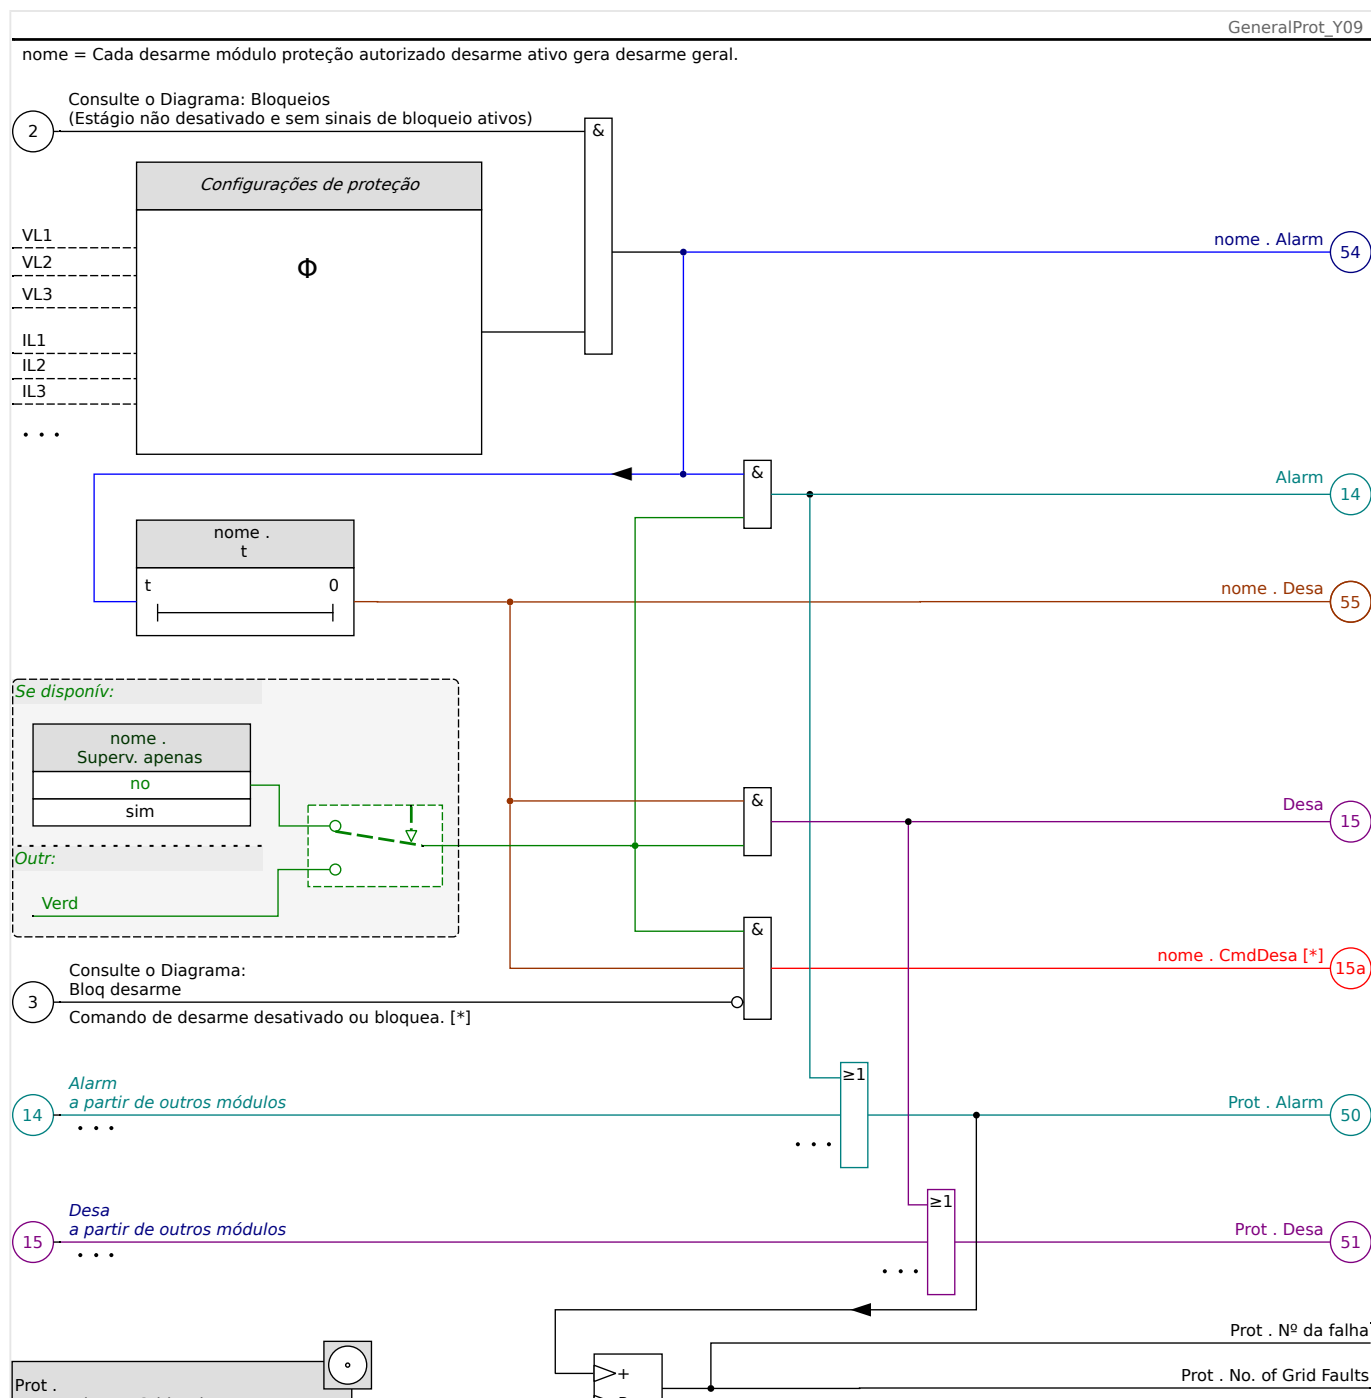 GeneralProt_Y09
nome = Cada desarme módulo proteção autorizado desarme ativo gera desarme geral.
Consulte o Diagrama: Bloqueios
2
(Estágio não desativado e sem sinais de bloqueio ativos)
&
Configurações de proteção
Φ
VL1
VL2
VL3
IL1
IL2
IL3
. . .
nome . Alarm
54
&
Alarm
14
nome .
t
t 0
nome . Desa
55
Se disponív:
nome .
Superv. apenas
no
sim
Outr:
Verd
&
Desa
15
&
nome . CmdDesa [*]
15a
Consulte o Diagrama:
Bloq desarme
3
Comando de desarme desativado ou bloquea. [*]
Alarm
a partir de outros módulos
14
. . .
≥1
. . .
Prot . Alarm
50
Desa
a partir de outros módulos
15
. . .
≥1
. . .
Prot . Desa
51
Prot . Nº da falha
Prot . No. of Grid Faults
+
Prot .